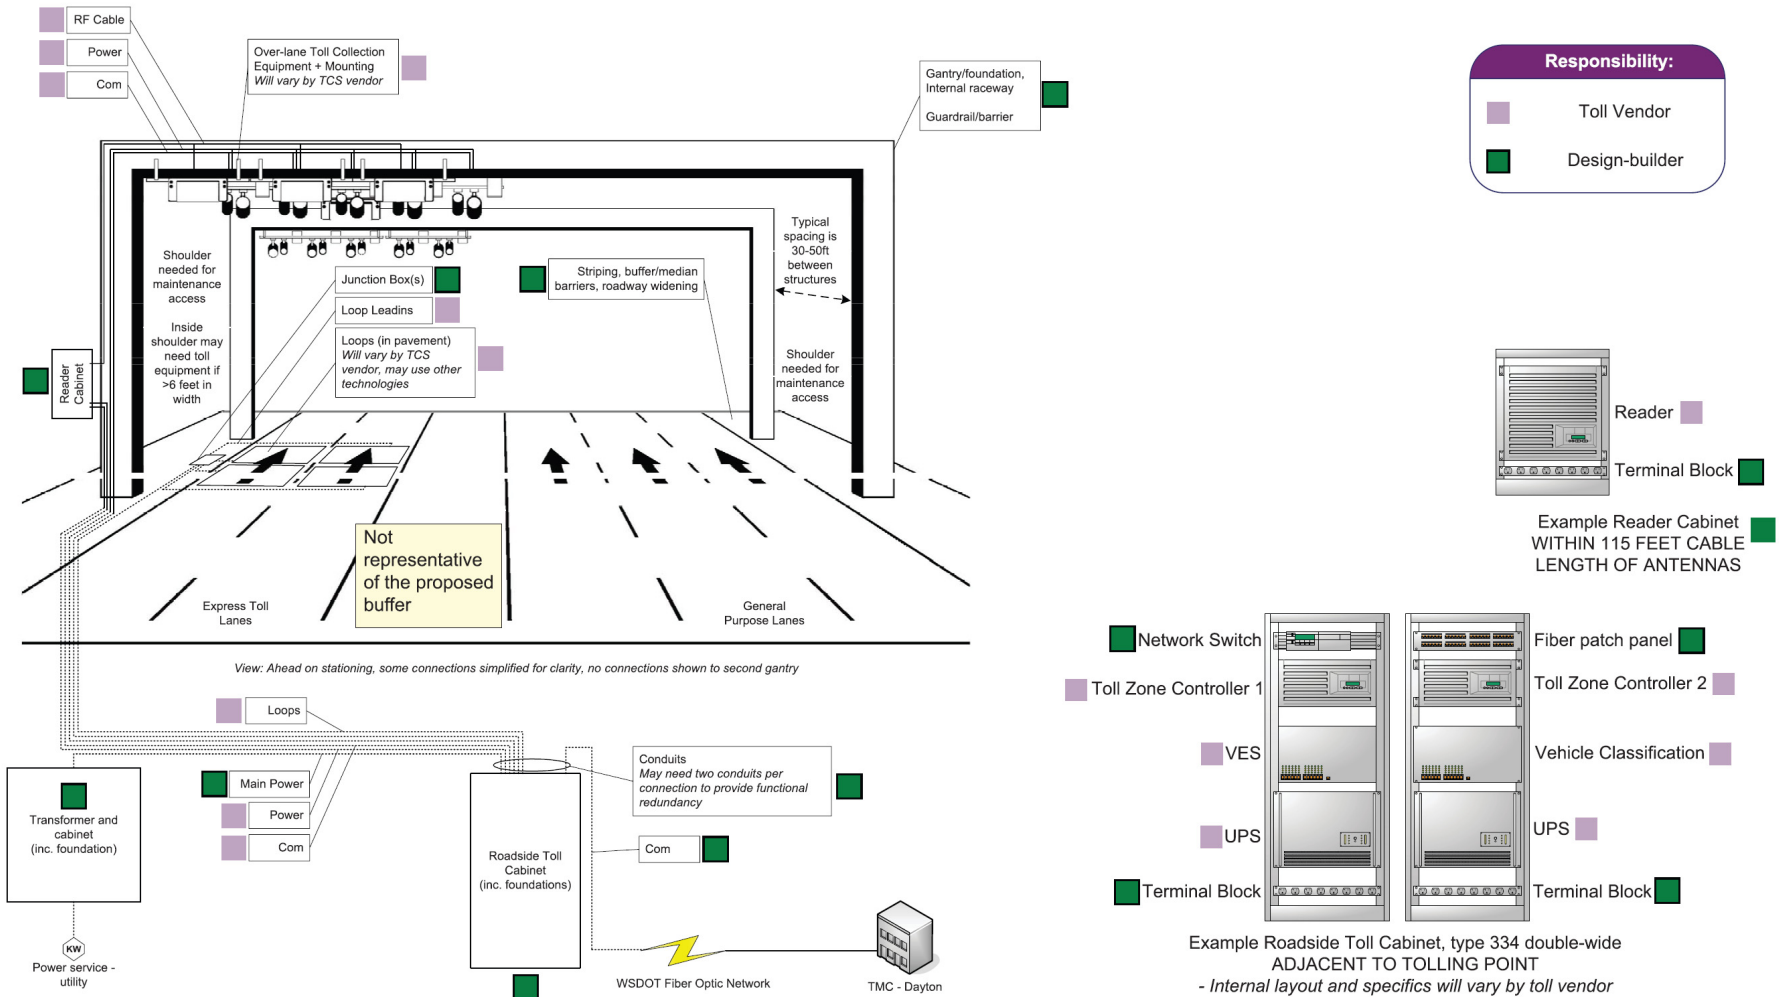 RF Cable
Power
Com
Over-lane Toll Collection
Equipment + Mounting
Will vary by TCS vendor
Gantry/foundation,
Internal raceway
Guardrail/barrier
Responsibility:
Toll Vendor
Design-builder
Shoulder
needed for
maintenance
access
Inside
shoulder may
need toll
equipment if
>6 feet in
width
Junction Box(s)
Loop Leadins
Loops (in pavement)
Will vary by TCS
vendor, may use other
technologies
Striping, buffer/median
barriers, roadway widening
Typical
spacing is
30-50ft
between
structures
Shoulder
needed for
maintenance
access
Reader
Cabinet
Not
representative
of the proposed
buffer
Express Toll
Lanes
General
Purpose Lanes
View: Ahead on stationing, some connections simplified for clarity, no connections shown to second gantry
Loops
Main Power
Power
Com
Transformer and
cabinet
(inc. foundation)
KW
Power service -
utility
Roadside Toll
Cabinet
(inc. foundations)
Conduits
May need two conduits per
connection to provide functional
redundancy
Com
WSDOT Fiber Optic Network
TMC - Dayton
Reader
Terminal Block
Example Reader Cabinet
WITHIN 115 FEET CABLE
LENGTH OF ANTENNAS
Network Switch
Toll Zone Controller 1
VES
UPS
Terminal Block
Fiber patch panel
Toll Zone Controller 2
Vehicle Classification
UPS
Terminal Block
Example Roadside Toll Cabinet, type 334 double-wide
ADJACENT TO TOLLING POINT
- Internal layout and specifics will vary by toll vendor